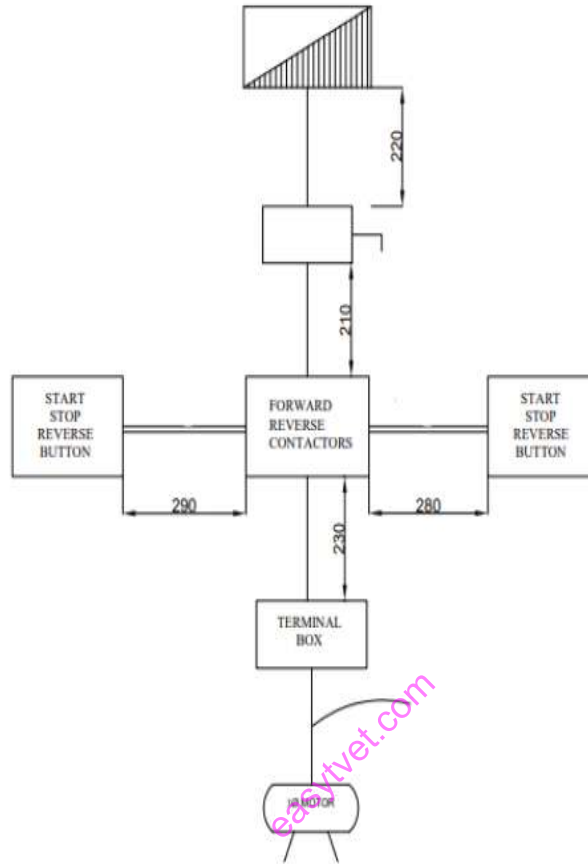 220
210
START
STOP
REVERSE
BUTTON
FORWARD
REVERSE
CONTACTORS
START
STOP
REVERSE
BUTTON
290
280
230
TERMINAL
BOX
easytvet.com
MOTOR